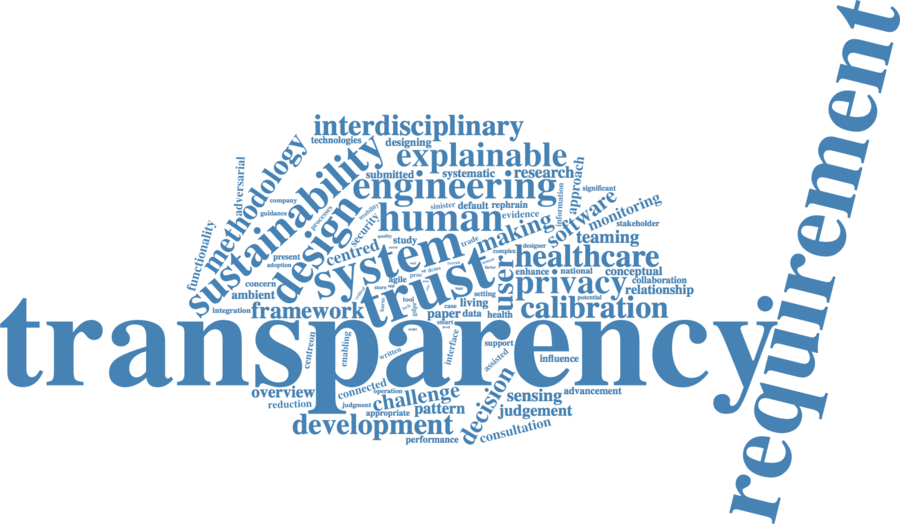 requirement
interdisciplinary
technologies
designing
explainable
methodology
sustainability
submitted
systematic
research
adversarial
engineering
approach
significant
company
guidance
design
processes
usability
security
human
sinister
default
rephrain
evidence
information
software
monitoring
stakeholder
functionality
centred
study
system
trade
making
complex
designer
teaming
healthcare
present
adoption
concern
ambient
integration
framework
trust
user
enhance
national
conceptual
collaboration
privacy
relationship
potential
calibration
quality
agile
store
tool
living
setting
case
paper
data
health
smart
transparency
centreon
enabling
written
interface
support
assisted
influence
overview
reduction
connected
operation
judgment
appropriate
challenge
pattern
decision
sensing
advancement
judgement
development
performance
consultation